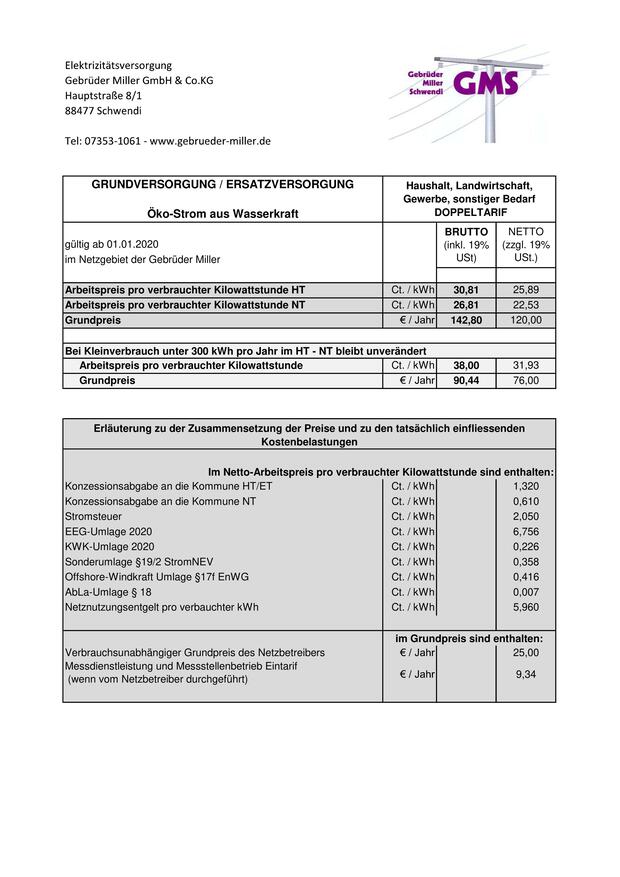 Elektrizitätsversorgung
Gebrüder Miller GmbH & Co.KG
Hauptstraße 8/1
88477 Schwendi
Tel: 07353-1061 - www.gebrueder-miller.de
Gebrüder
Miller
Schwendi
GMS
GRUNDVERSORGUNG / ERSATZVERSORGUNG
Öko-Strom aus Wasserkraft
Haushalt, Landwirtschaft,
Gewerbe, sonstiger Bedarf
DOPPELTARIF
gültig ab 01.01.2020
im Netzgebiet der Gebrüder Miller
BRUTTO
(inkl. 19%
USt)
NETTO
(zzgl. 19%
USt.)
Arbeitspreis pro verbrauchter Kilowattstunde HT Ct. / kWh 30,81 25,89
Arbeitspreis pro verbrauchter Kilowattstunde NT Ct. / kWh 26,81 22,53
Grundpreis € / Jahr 142,80 120,00
Bei Kleinverbrauch unter 300 kWh pro Jahr im HT - NT bleibt unverändert
Arbeitspreis pro verbrauchter Kilowattstunde Ct. / kWh 38,00 31,93
Grundpreis € / Jahr 90,44 76,00
Erläuterung zu der Zusammensetzung der Preise und zu den tatsächlich einfliessenden
Kostenbelastungen
Im Netto-Arbeitspreis pro verbrauchter Kilowattstunde sind enthalten:
Konzessionsabgabe an die Kommune HT/ET Ct. / kWh 1,320
Konzessionsabgabe an die Kommune NT Ct. / kWh 0,610
Stromsteuer Ct. / kWh 2,050
EEG-Umlage 2020 Ct. / kWh 6,756
KWK-Umlage 2020 Ct. / kWh 0,226
Sonderumlage §19/2 StromNEV Ct. / kWh 0,358
Offshore-Windkraft Umlage §17f EnWG Ct. / kWh 0,416
AbLa-Umlage § 18 Ct. / kWh 0,007
Netznutzungsentgelt pro verbauchter kWh Ct. / kWh 5,960
im Grundpreis sind enthalten:
Verbrauchsunabhängiger Grundpreis des Netzbetreibers € / Jahr 25,00
Messdienstleistung und Messstellenbetrieb Eintarif
(wenn vom Netzbetreiber durchgeführt) € / Jahr 9,34